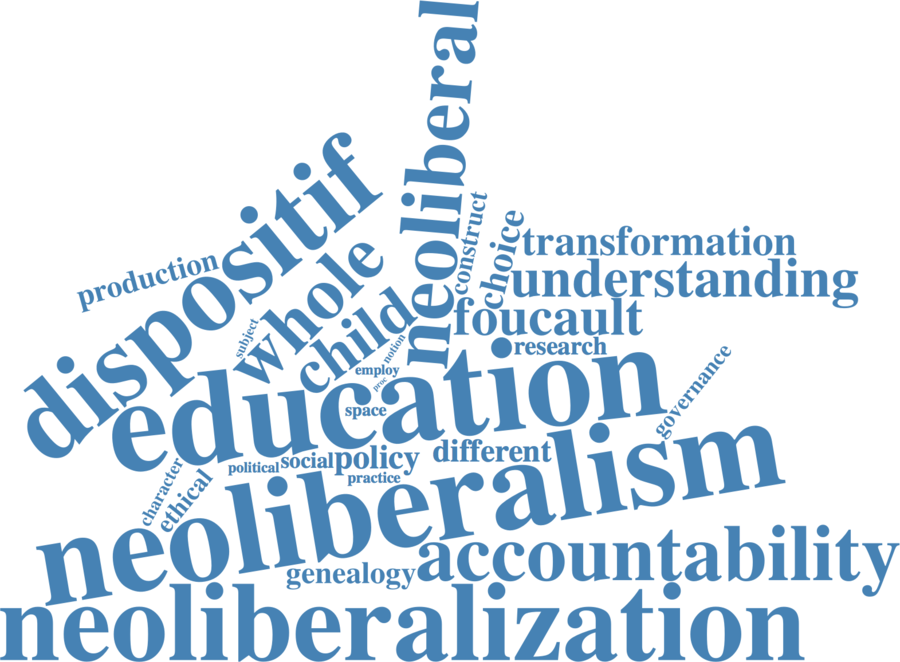 neoliberal
dispositif
construct
choice
transformation
production
whole
understanding
subject
child
foucault
notion
research
employ
proc
education
governance
space
different
political
social
policy
practice
character
ethical
neoliberalism
accountability
genealogy
neoliberalization